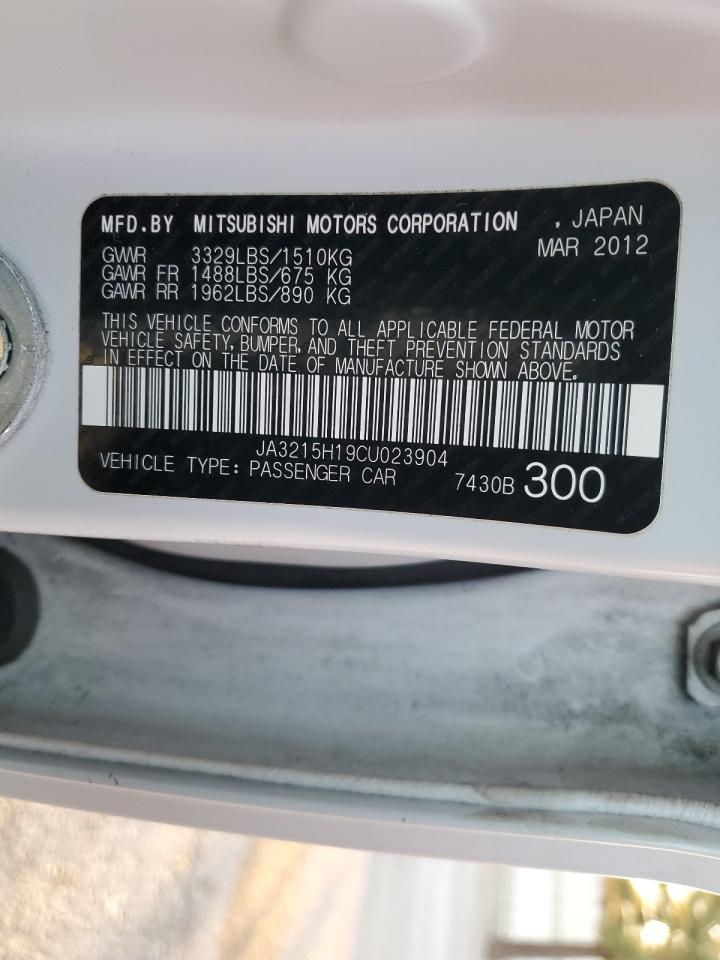 MFD.BY MITSUBISHI MOTORS CORPORATION , JAPAN
MAR 2012
GVWR 3329LBS/1510KG
GAWR FR 1488LBS/675 KG
GAWR RR 1962LBS/890 KG
THIS VEHICLE CONFORMS TO ALL APPLICABLE FEDERAL MOTOR
VEHICLE SAFETY, BUMPER, AND THEFT PREVENTION STANDARDS
IN EFFECT ON THE DATE OF MANUFACTURE SHOWN ABOVE.
JA3215H19CU023904
VEHICLE TYPE: PASSENGER CAR 7430B 300